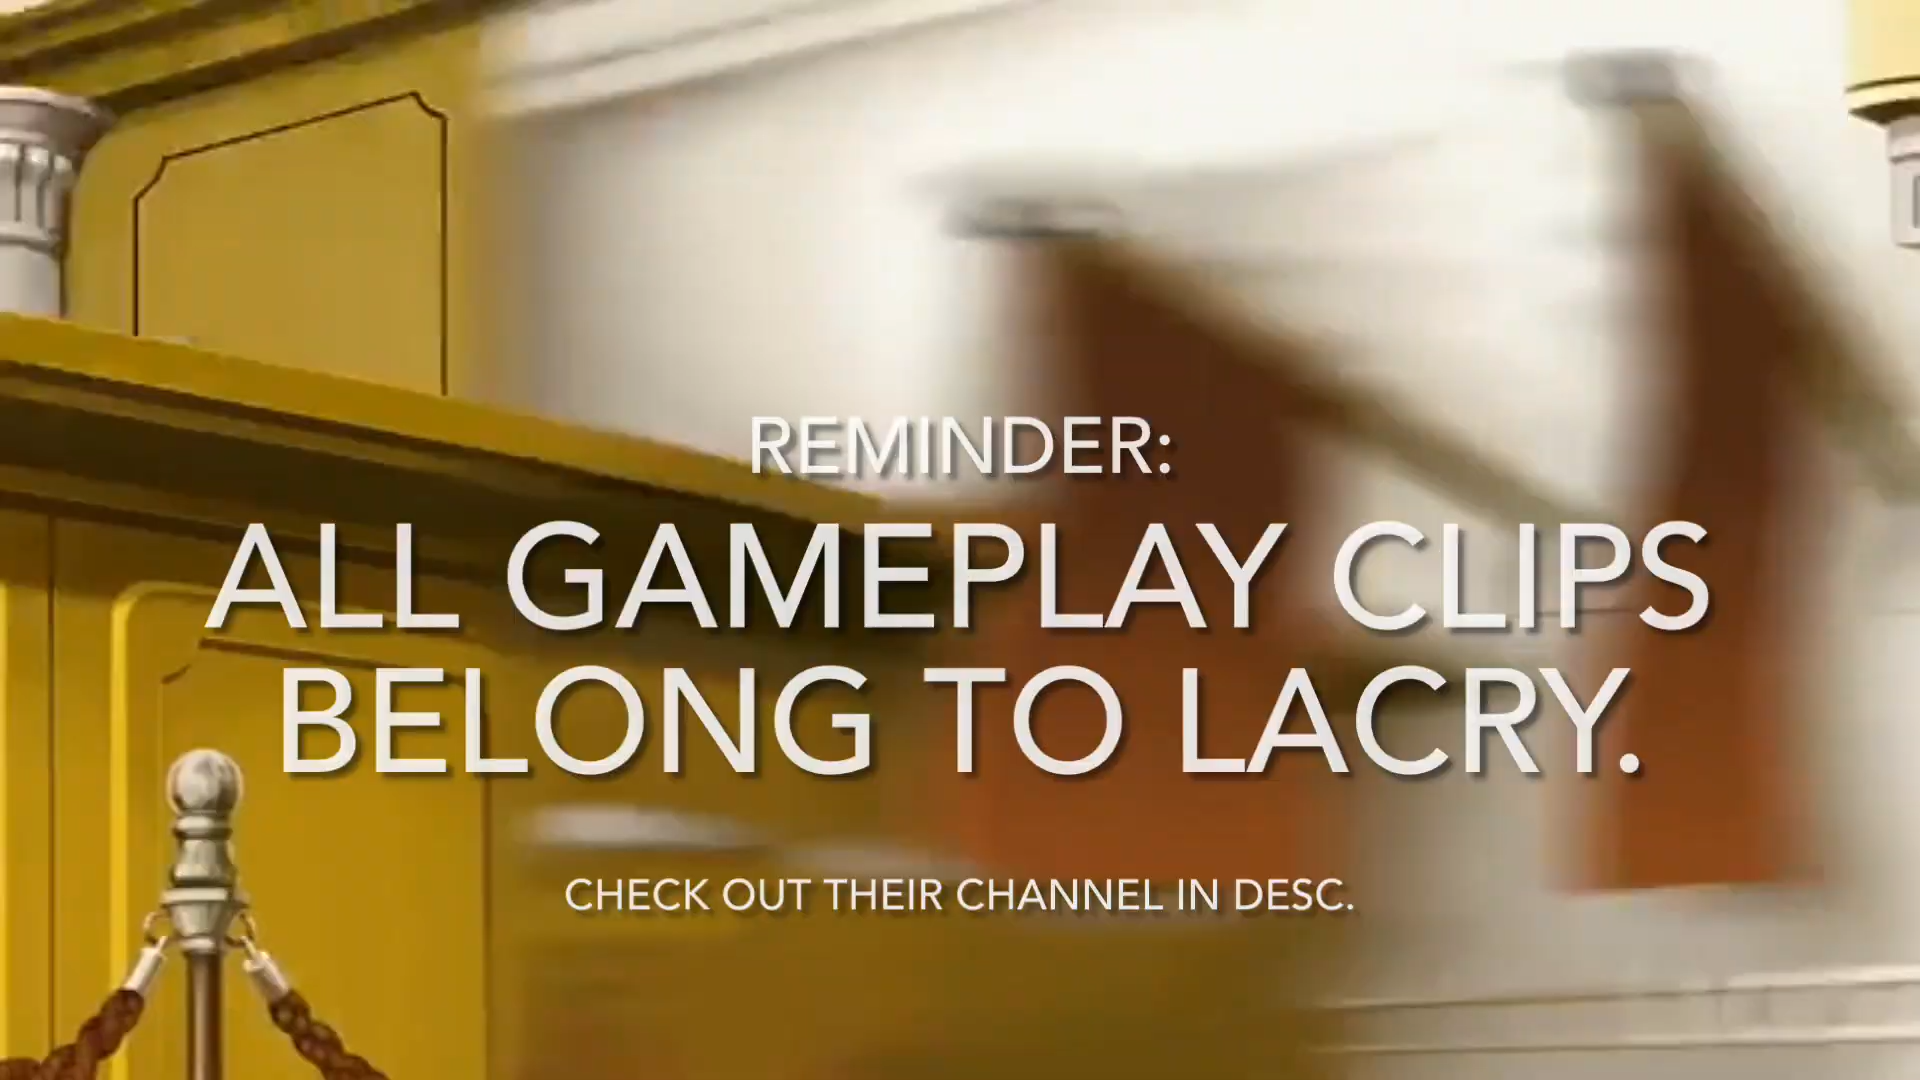 REMINDER:
ALL GAMEPLAY CLIPS
BELONG TO LACRY.
CHECK OUT THEIR CHANNEL IN DESC.